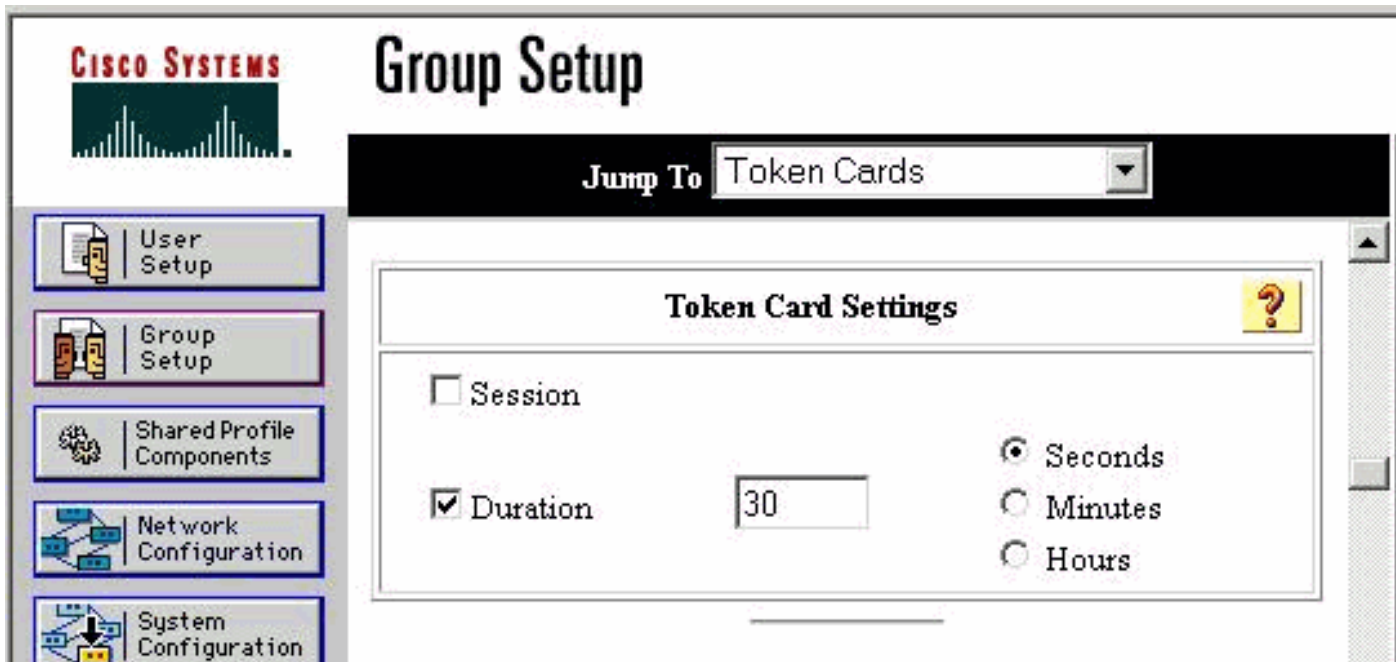 CISCO SYSTEMS
Group Setup
Jump To Token Cards
User
Setup
Group
Setup
Shared Profile
Components
Network
Configuration
System
Configuration
Token Card Settings
?
Session
Duration 30
Seconds
Minutes
Hours